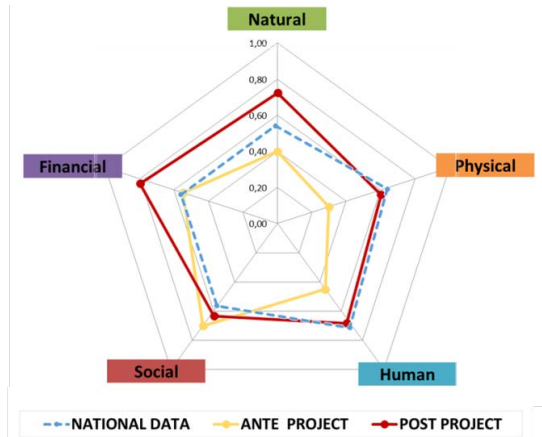 Natural
1,00
0,80
0,60
0,40
0,20
0,00
Financial
Physical
Social
Human
NATIONAL DATA
ANTE PROJECT
POST PROJECT